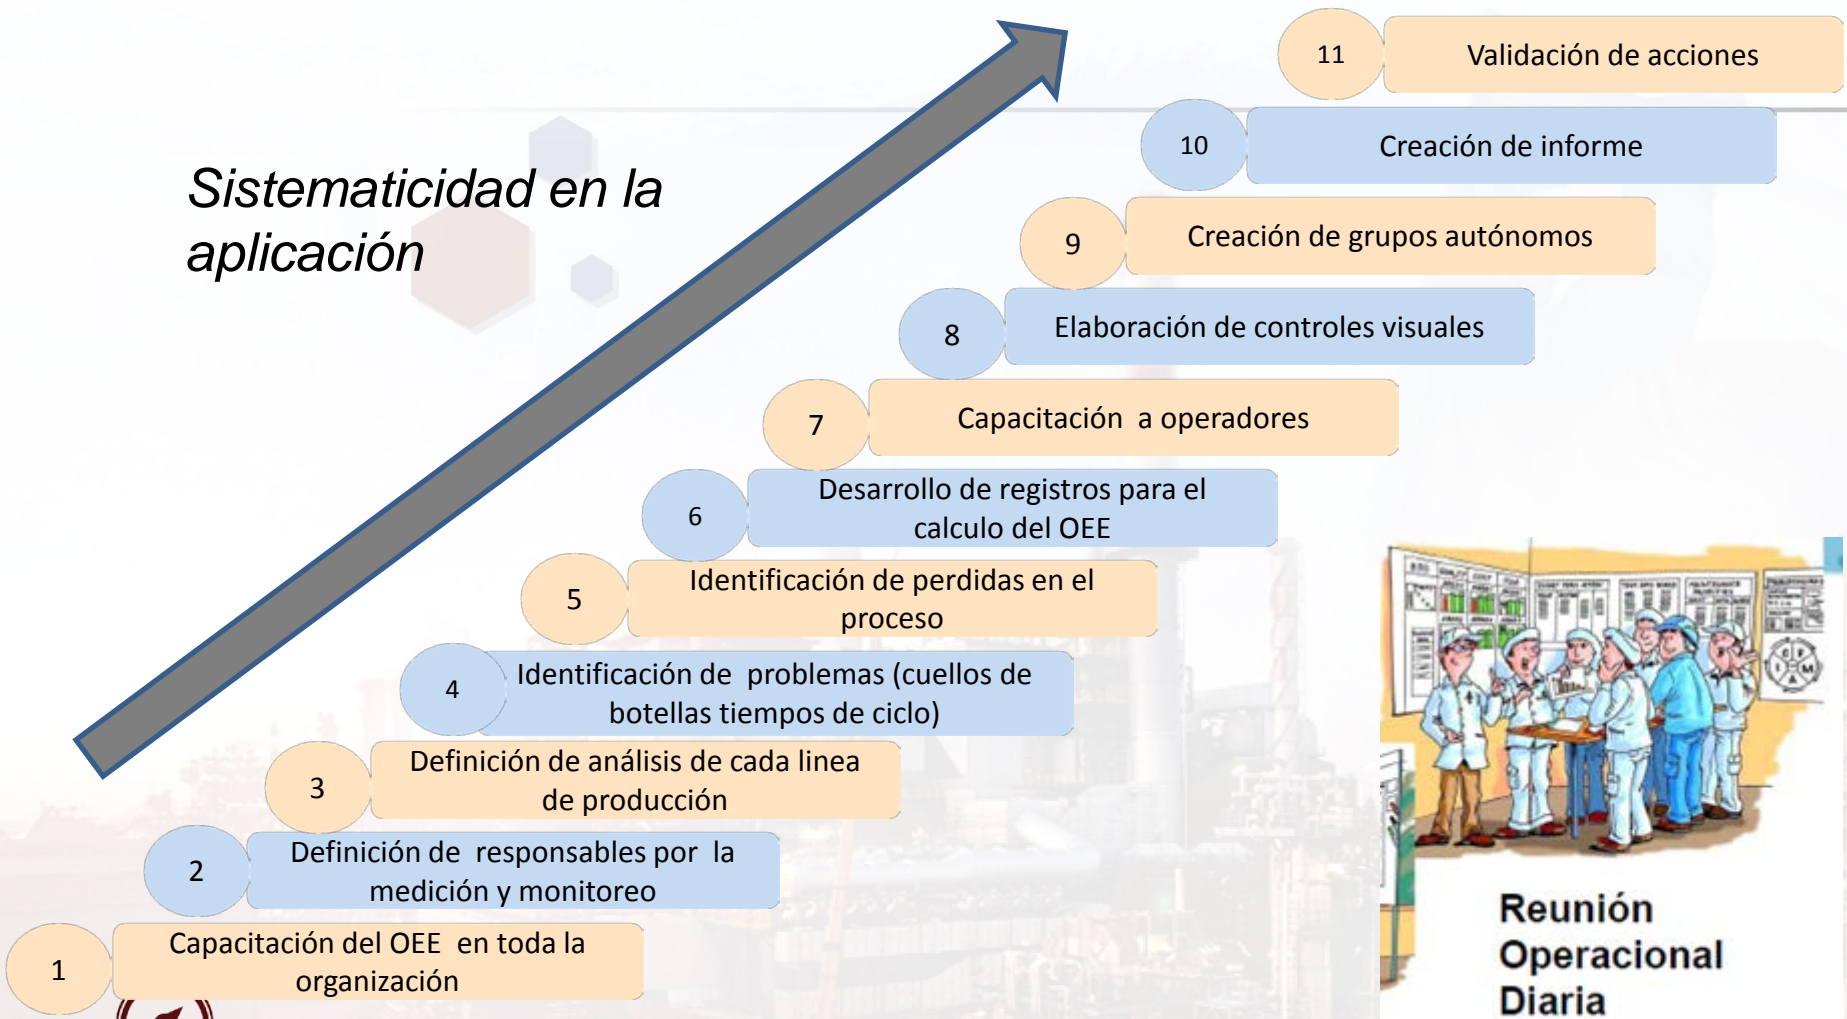 Sistematicidad en la
aplicación
11
Validación de acciones
10
Creación de informe
9
Creación de grupos autónomos
8
Elaboración de controles visuales
7
Capacitación a operadores
6
Desarrollo de registros para el
calculo del OEE
5
Identificación de perdidas en el
proceso
4
Identificación de problemas (cuellos de
botellas tiempos de ciclo)
3
Definición de análisis de cada linea
de producción
2
Definición de responsables por la
medición y monitoreo
1
Capacitación del OEE en toda la
organización
Reunión
Operacional
Diaria